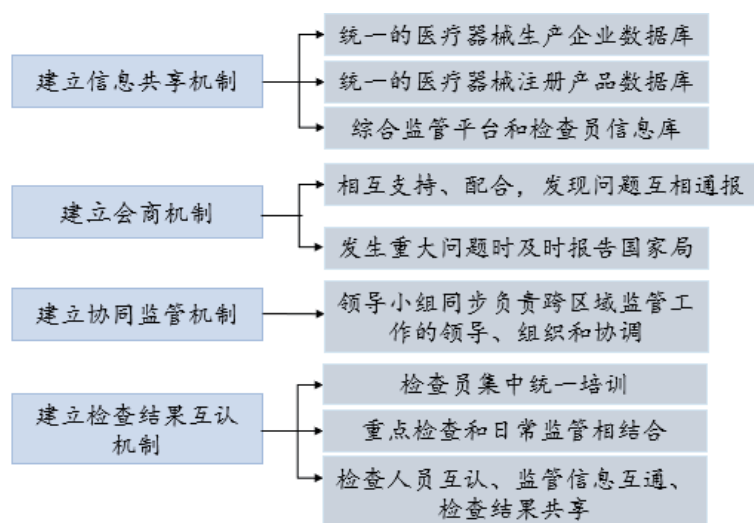 建立信息共享机制
统一的医疗器械生产企业数据库
统一的医疗器械注册产品数据库
综合监管平台和检查员信息库
建立会商机制
相互支持、配合，发现问题互相通报
发生重大问题时及时报告国家局
建立协同监管机制
领导小组同步负责跨区域监管工
作的领导、组织和协调
建立检查结果互认
机制
检查员集中统一培训
重点检查和日常监管相结合
检查人员互认、监管信息互通、
检查结果共享